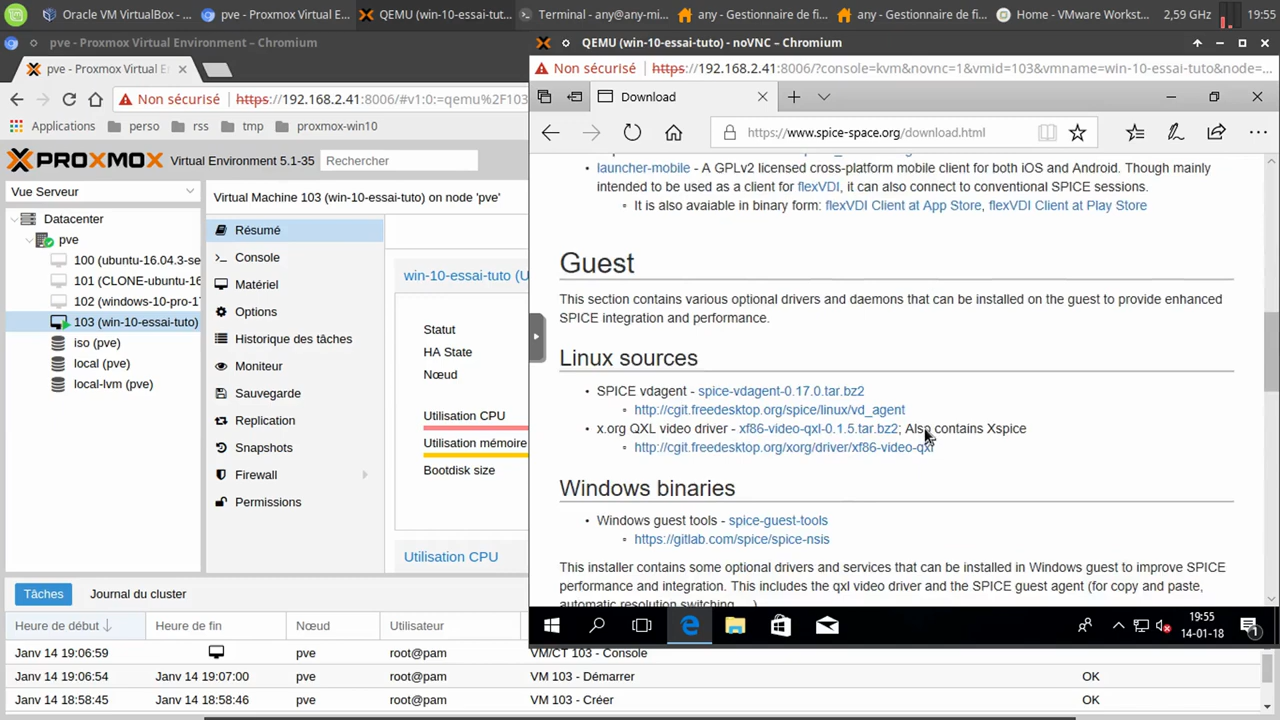 Oracle VM VirtualBox - ...
pve - Proxmox Virtual E...
QEMU (win-10-essai-tut...
Terminal - any@any-mi...
any - Gestionnaire de fi...
any - Gestionnaire de fi...
Home - VMware Workst...
2,59 GHz
19:55
pve - Proxmox Virtual Environment – Chromium
pve - Proxmox Virtual E
Non sécurisé
https://192.168.2.41:8006/#v1:0:=qemu%2F103
Applications
perso
rss
tmp
proxmox-win10
PROXMOX
Virtual Environment 5.1-35
Rechercher
Vue Serveur
Datacenter
pve
100 (ubuntu-16.04.3-se
101 (CLONE-ubuntu-16
102 (windows-10-pro-1
103 (win-10-essai-tuto)
iso (pve)
local (pve)
local-lvm (pve)
Virtual Machine 103 (win-10-essai-tuto) on node 'pve'
Résumé
Console
Matériel
Options
Historique des tâches
Moniteur
Sauvegarde
Replication
Snapshots
Firewall
Permissions
win-10-essai-tuto (U
Statut
HA State
Nœud
Utilisation CPU
Utilisation mémoire
Bootdisk size
Utilisation CPU
QEMU (win-10-essai-tuto) - noVNC – Chromium
Non sécurisé
https://192.168.2.41:8006/?console=kvm&novnc=1&vmid=103&vmname=win-10-essai-tuto&node=...
Download
https://www.spice-space.org/download.html
launcher-mobile - A GPLv2 licensed cross-platform mobile client for both iOS and Android. Though mainly
intended to be used as a client for flexVDI, it can also connect to conventional SPICE sessions.
It is also avaiable in binary form: flexVDI Client at App Store, flexVDI Client at Play Store
Guest
This section contains various optional drivers and daemons that can be installed on the guest to provide enhanced
SPICE integration and performance.
Linux sources
SPICE vdagent - spice-vdagent-0.17.0.tar.bz2
http://cgit.freedesktop.org/spice/linux/vd_agent
x.org QXL video driver - xf86-video-qxl-0.1.5.tar.bz2; Also contains Xspice
http://cgit.freedesktop.org/xorg/driver/xf86-video-qxl
Windows binaries
Windows guest tools - spice-guest-tools
https://gitlab.com/spice/spice-nsis
This installer contains some optional drivers and services that can be installed in Windows guest to improve SPICE
performance and integration. This includes the qxl video driver and the SPICE guest agent (for copy and paste,
automatic resolution switching, ...)
19:55
14-01-18
1
Tâches
Journal du cluster
Heure de début
Heure de fin
Nœud
Utilisateur
Janv 14 19:06:59
pve
root@pam
VM/CT 103 - Console
Janv 14 19:06:54
Janv 14 19:07:00
pve
root@pam
VM 103 - Démarrer
OK
Janv 14 18:58:45
Janv 14 18:58:46
pve
root@pam
VM 103 - Créer
OK